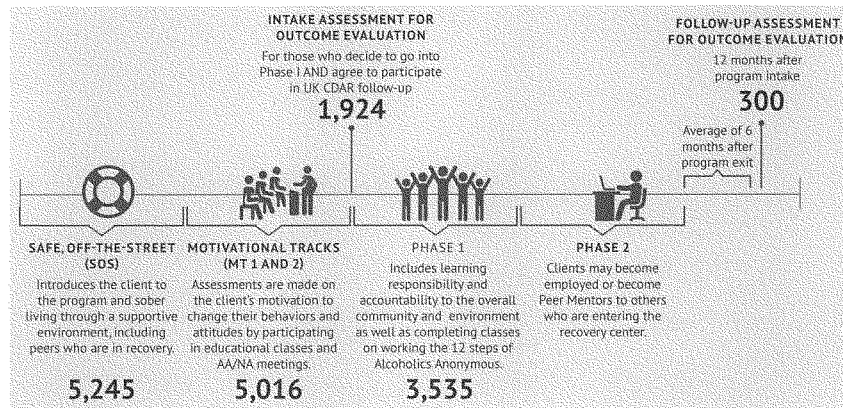 INTAKE ASSESSMENT FOR
OUTCOME EVALUATION
For those who decide to go into
Phase I AND agree to participate
in UK CDAR follow-up
1,924
FOLLOW-UP ASSESSMENT
FOR OUTCOME EVALUATION
12 months after
program intake
300
Average of 6
months after
program exit
SAFE, OFF-THE-STREET
(SOS)
Introduces the client to
the program and sober
living through a supportive
environment, including
peers who are in recovery.
5,245
MOTIVATIONAL TRACKS
(MT 1 AND 2)
Assessments are made on
the client's motivation to
change their behaviors and
attitudes by participating
in educational classes and
AA/NA meetings.
5,016
PHASE 1
Includes learning
responsibility and
accountability to the overall
community and environment
as well as completing classes
on working the 12 steps of
Alcoholics Anonymous.
3,535
PHASE 2
Clients may become
employed or become
Peer Mentors to others
who are entering the
recovery center.